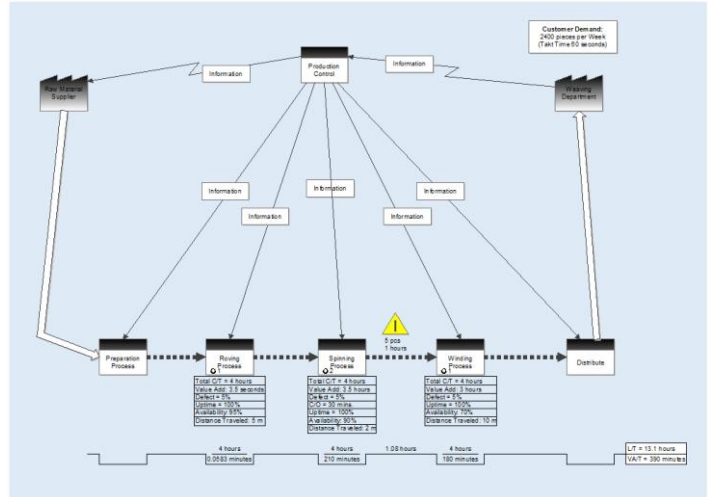 Customer Demand:
2400 pieces per Week
(Takt Time 60 seconds)
Production
Control
Information
Information
Raw Material
Supplier
Weaving
Department
Information
Information
Information
Information
Information
I
5 pcs
1 hours
Preparation
Process
Roving
Process
1
Spinning
Process
2
Winding
Process
1
Distribute
Total C/T = 4 hours
Value Add: 3.5 seconds
Defect = 5%
Uptime = 100%
Distance Traveled: 5 m
Total C/T = 4 hours
Value Add: 3.5 hours
Defect = 5%
C/O = 30 mins.
Uptime = 100%
Availability: 90%
Distance Traveled: 2 m
Total C/T = 4 hours
Value Add: 3 hours
Defect = 5%
Uptime = 100%
Availability: 70%
Distance Traveled: 10 m
4 hours
0.0583 minutes
4 hours
210 minutes
1.08 hours
4 hours
180 minutes
L/T = 13.1 hours
VA/T = 390 minutes